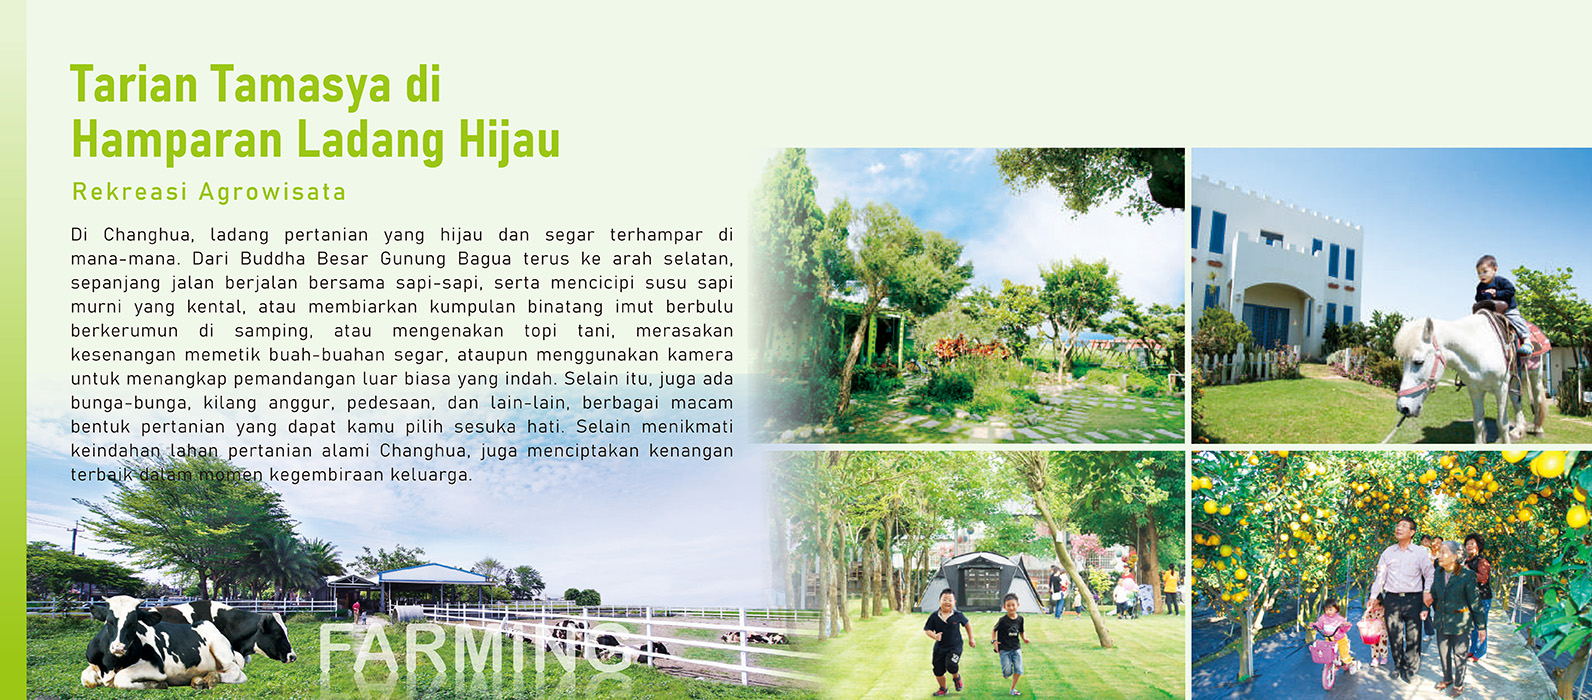 Tarian Tamasya di
Hamparan Ladang Hijau
Rekreasi Agrowisata
Di Changhua, ladang pertanian yang hijau dan segar terhampar di
mana-mana. Dari Buddha Besar Gunung Bagua terus ke arah selatan,
sepanjang jalan berjalan bersama sapi-sapi, serta mencicipi susu sapi
murni yang kental, atau membiarkan kumpulan binatang imut berbulu
berkerumun di samping, atau mengenakan topi tani, merasakan
kesenangan memetik buah-buahan segar, ataupun menggunakan kamera
untuk menangkap pemandangan luar biasa yang indah. Selain itu, juga ada
bunga-bunga, kilang anggur, pedesaan, dan lain-lain, berbagai macam
bentuk pertanian yang dapat kamu pilih sesuka hati. Selain menikmati
keindahan lahan pertanian alami Changhua, juga menciptakan kenangan
terbaik dalam momen kegembiraan keluarga.
FARMING